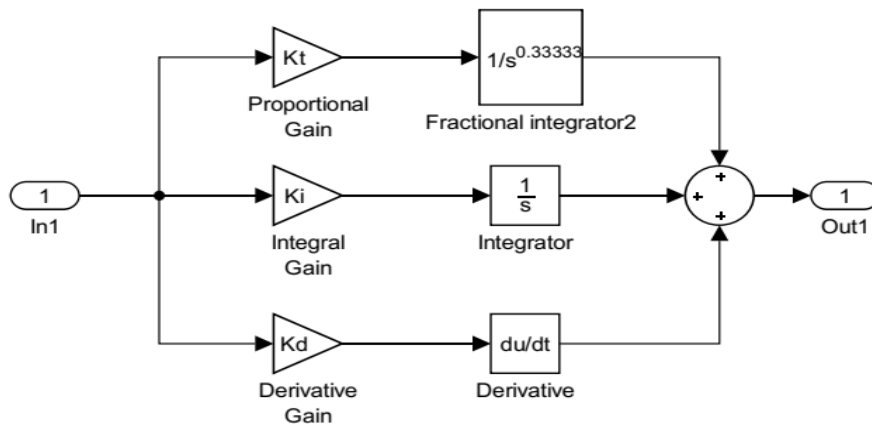 Kt
1/s^0.33333
Proportional
Gain
Fractional integrator2
1
In1
Ki
1
s
+
+
+
1
Out1
Integral
Gain
Integrator
Kd
du/dt
Derivative
Gain
Derivative